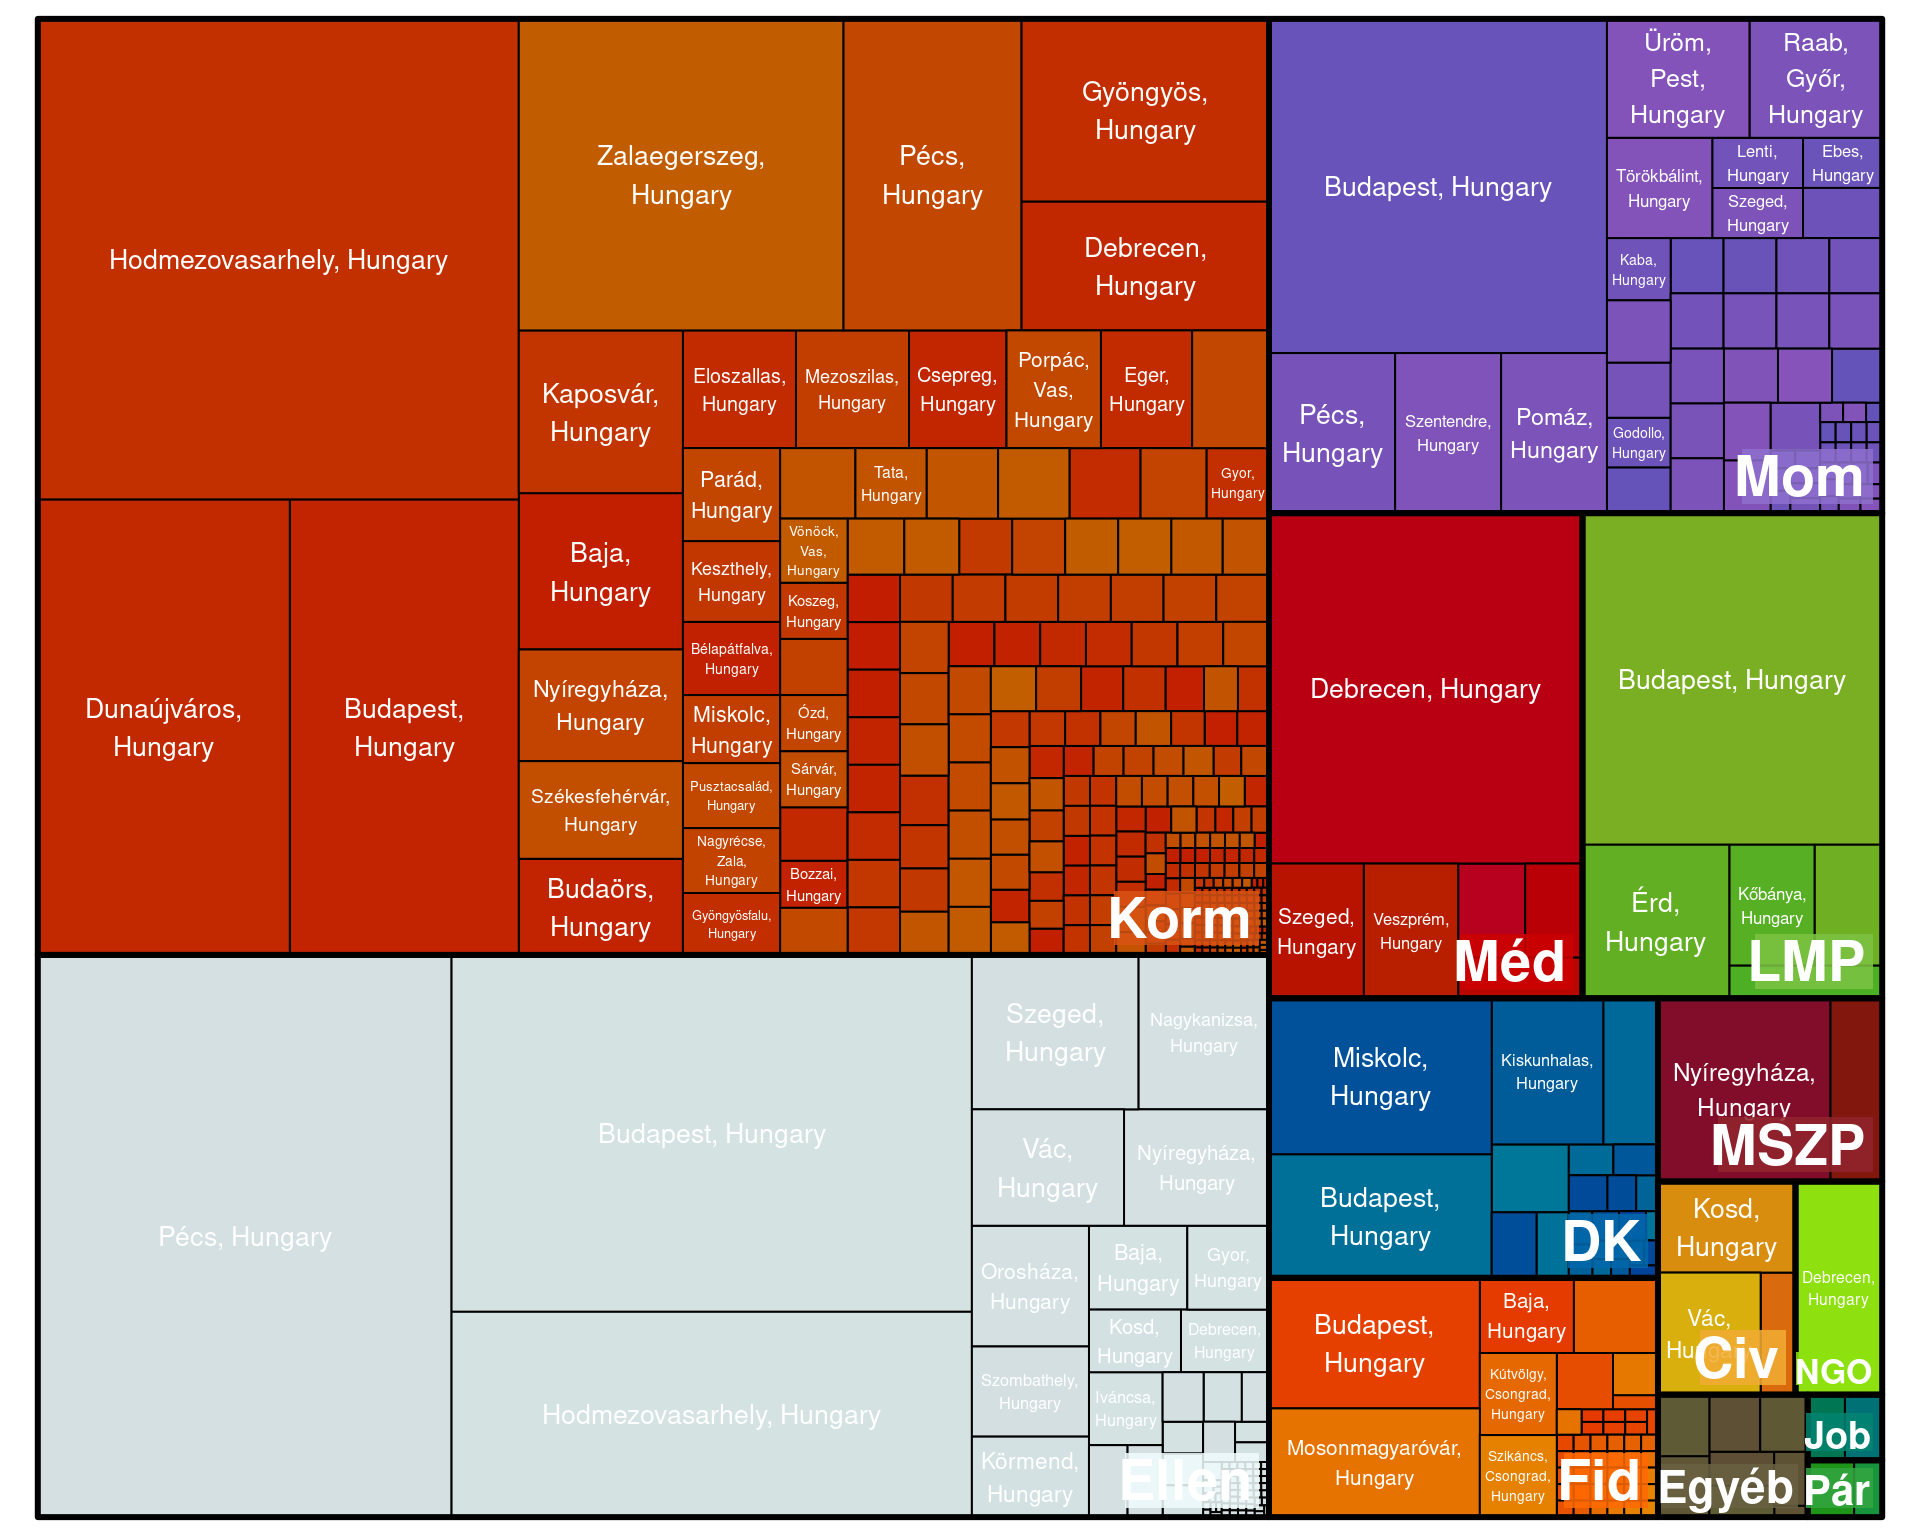 Hodmezovasarhely, Hungary
Dunaújváros,
Hungary
Budapest,
Hungary
Zalaegerszeg,
Hungary
Pécs,
Hungary
Gyöngyös,
Hungary
Debrecen,
Hungary
Kaposvár,
Hungary
Baja,
Hungary
Nyíregyháza,
Hungary
Székesfehérvár,
Hungary
Budaörs,
Hungary
Eloszallas,
Hungary
Mezoszilas,
Hungary
Csepreg,
Hungary
Porpác,
Vas,
Hungary
Eger,
Hungary
Parád,
Hungary
Keszthely,
Hungary
Bélapátfalva,
Hungary
Miskolc,
Hungary
Pusztacsalád,
Hungary
Nagyrécse,
Zala,
Hungary
Gyöngyösfalu,
Hungary
Tata,
Hungary
Gyor,
Hungary
Vönöck,
Vas,
Hungary
Koszeg,
Hungary
Ózd,
Hungary
Sárvár,
Hungary
Bozzai,
Hungary
Korm
Pécs, Hungary
Budapest, Hungary
Hodmezovasarhely, Hungary
Szeged,
Hungary
Nagykanizsa,
Hungary
Vác,
Hungary
Nyíregyháza,
Hungary
Orosháza,
Hungary
Szombathely,
Hungary
Körmend,
Hungary
Baja,
Hungary
Gyor,
Hungary
Kosd,
Hungary
Debrecen,
Hungary
Iváncsa,
Hungary
Ellen
Budapest, Hungary
Pécs,
Hungary
Szentendre,
Hungary
Pomáz,
Hungary
Üröm,
Pest,
Hungary
Raab,
Győr,
Hungary
Törökbálint,
Hungary
Lenti,
Hungary
Ebes,
Hungary
Szeged,
Hungary
Kaba,
Hungary
Godollo,
Hungary
Mom
Debrecen, Hungary
Szeged,
Hungary
Veszprém,
Hungary
Méd
Budapest, Hungary
Érd,
Hungary
Kőbánya,
Hungary
LMP
Miskolc,
Hungary
Kiskunhalas,
Hungary
Budapest,
Hungary
DK
Nyíregyháza,
Hungary
MSZP
Budapest,
Hungary
Baja,
Hungary
Kútvölgy,
Csongrad,
Hungary
Mosonmagyaróvár,
Hungary
Szikáncs,
Csongrad,
Hungary
Fid
Kosd,
Hungary
Vác,
Hungary
Civ
Debrecen,
Hungary
NGO
Egyéb
Job
Pár